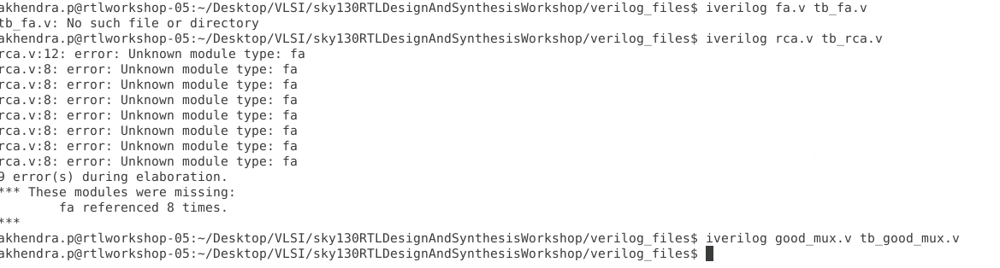 akhendra.p@rtlworkshop-05:~/Desktop/VLSI/sky130RTLDesignAndSynthesisWorkshop/verilog_files$ iverilog fa.v tb_fa.v
tb_fa.v: No such file or directory
akhendra.p@rtlworkshop-05:~/Desktop/VLSI/sky130RTLDesignAndSynthesisWorkshop/verilog_files$ iverilog rca.v tb_rca.v
rca.v:12: error: Unknown module type: fa
rca.v:8: error: Unknown module type: fa
rca.v:8: error: Unknown module type: fa
rca.v:8: error: Unknown module type: fa
rca.v:8: error: Unknown module type: fa
rca.v:8: error: Unknown module type: fa
rca.v:8: error: Unknown module type: fa
rca.v:8: error: Unknown module type: fa
9 error(s) during elaboration.
*** These modules were missing:
        fa referenced 8 times.
***
akhendra.p@rtlworkshop-05:~/Desktop/VLSI/sky130RTLDesignAndSynthesisWorkshop/verilog_files$ iverilog good_mux.v tb_good_mux.v
akhendra.p@rtlworkshop-05:~/Desktop/VLSI/sky130RTLDesignAndSynthesisWorkshop/verilog_files$